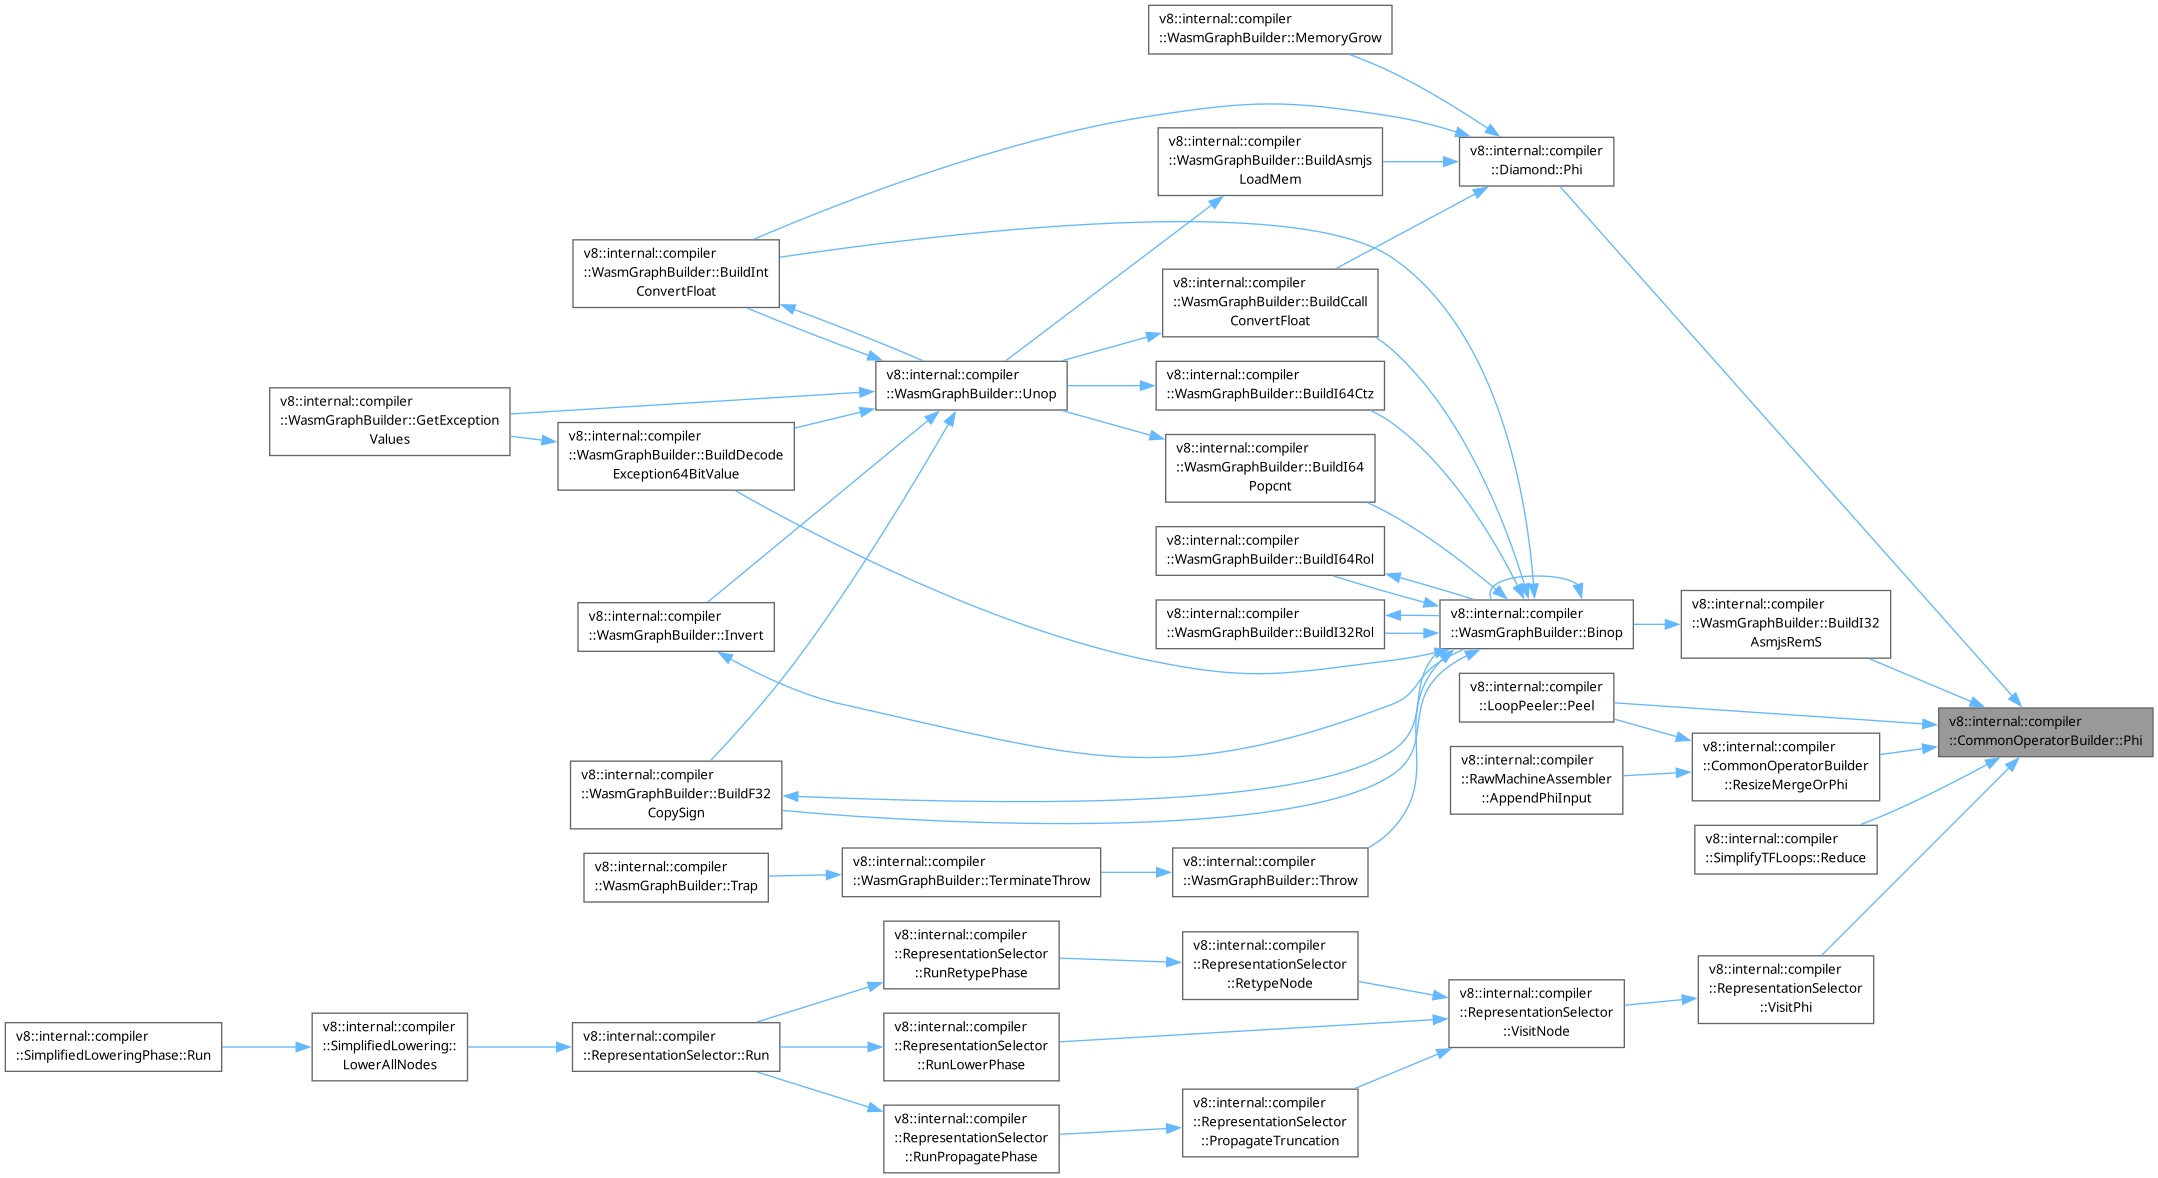 v8::internal::compiler
::WasmGraphBuilder::MemoryGrow
v8::internal::compiler
::WasmGraphBuilder::BuildAsmjs
LoadMem
v8::internal::compiler
::Diamond::Phi
v8::internal::compiler
::WasmGraphBuilder::BuildInt
ConvertFloat
v8::internal::compiler
::WasmGraphBuilder::BuildCcall
ConvertFloat
v8::internal::compiler
::WasmGraphBuilder::Unop
v8::internal::compiler
::WasmGraphBuilder::BuildI64Ctz
v8::internal::compiler
::WasmGraphBuilder::GetException
Values
v8::internal::compiler
::WasmGraphBuilder::BuildDecode
Exception64BitValue
v8::internal::compiler
::WasmGraphBuilder::BuildI64
Popcnt
v8::internal::compiler
::WasmGraphBuilder::BuildI64Rol
v8::internal::compiler
::WasmGraphBuilder::Invert
v8::internal::compiler
::WasmGraphBuilder::BuildI32Rol
v8::internal::compiler
::WasmGraphBuilder::Binop
v8::internal::compiler
::WasmGraphBuilder::BuildI32
AsmjsRemS
v8::internal::compiler
::LoopPeeler::Peel
v8::internal::compiler
::CommonOperatorBuilder::Phi
v8::internal::compiler
::CommonOperatorBuilder
::ResizeMergeOrPhi
v8::internal::compiler
::RawMachineAssembler
::AppendPhiInput
v8::internal::compiler
::WasmGraphBuilder::BuildF32
CopySign
v8::internal::compiler
::SimplifyTFLoops::Reduce
v8::internal::compiler
::WasmGraphBuilder::Trap
v8::internal::compiler
::WasmGraphBuilder::TerminateThrow
v8::internal::compiler
::WasmGraphBuilder::Throw
v8::internal::compiler
::RepresentationSelector
::RunRetypePhase
v8::internal::compiler
::RepresentationSelector
::RetypeNode
v8::internal::compiler
::RepresentationSelector
::VisitNode
v8::internal::compiler
::RepresentationSelector
::VisitPhi
v8::internal::compiler
::SimplifiedLoweringPhase::Run
v8::internal::compiler
::SimplifiedLowering::
LowerAllNodes
v8::internal::compiler
::RepresentationSelector::Run
v8::internal::compiler
::RepresentationSelector
::RunLowerPhase
v8::internal::compiler
::RepresentationSelector
::RunPropagatePhase
v8::internal::compiler
::RepresentationSelector
::PropagateTruncation